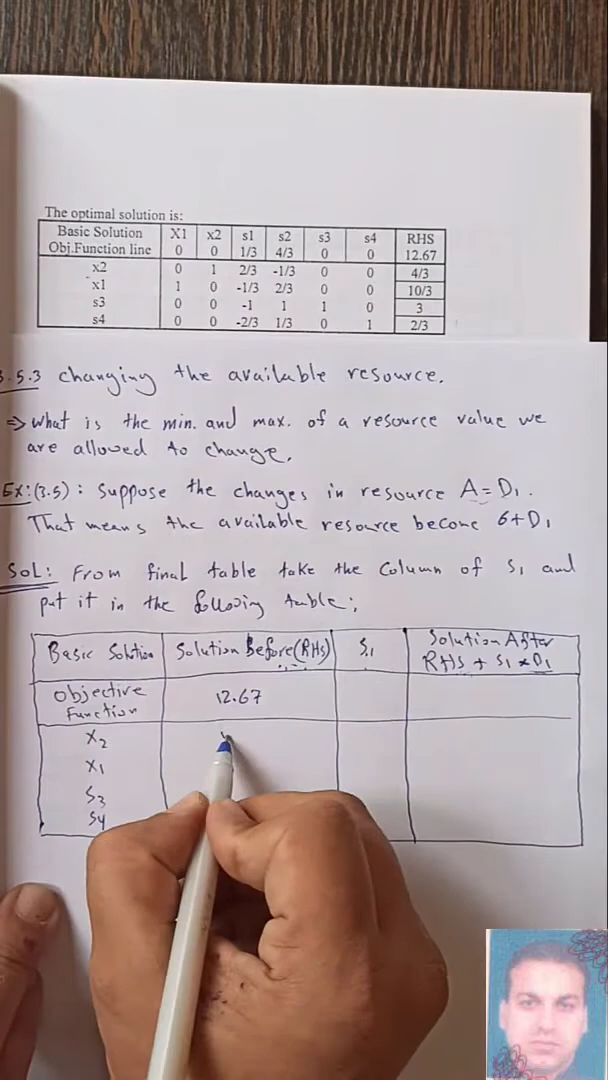 The optimal solution is:
Basic Solution X1 x2 s1 s2 s3 s4 RHS
Obj.Function line 0 0 1/3 4/3 0 0 12.67
x2 0 1 2/3 -1/3 0 0 4/3
x1 1 0 -1/3 2/3 0 0 10/3
s3 0 0 -1 1 1 0 3
s4 0 0 -2/3 1/3 0 1 2/3
3.5.3 changing the available resource.
⇒ what is the min. and max. of a resource value we
are allowed to change.
Ex:(3.5): Suppose the changes in resource A=D1.
That means the available resource become 6+D1
SOL: From final table take the Column of S1 and
put it in the following table;
Basic Solution Solution Before(RHS) S1 Solution After
RHS + S1 * D1
Objective
Function 12.67
X2
X1
S3
S4